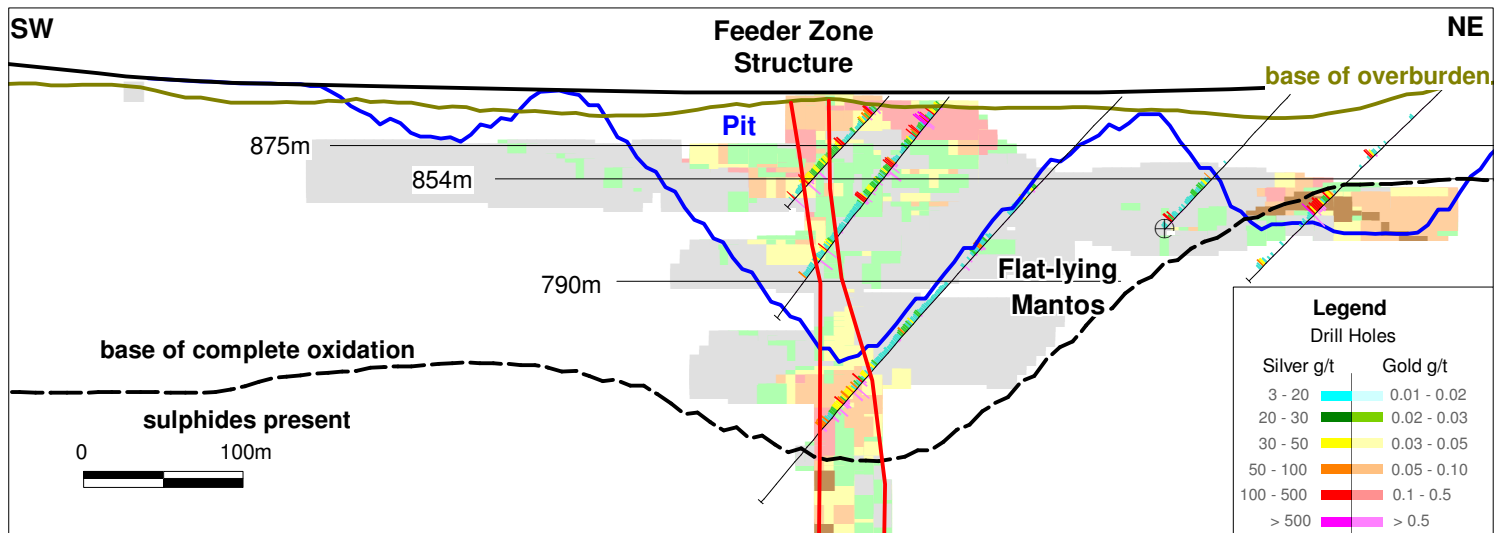 SW
Feeder Zone
Structure
NE
base of overburden
Pit
875m
854m
790m
Flat-lying
Mantos
base of complete oxidation
sulphides present
0 100m
Legend
Drill Holes
Silver g/t Gold g/t
3 - 20 0.01 - 0.02
20 - 30 0.02 - 0.03
30 - 50 0.03 - 0.05
50 - 100 0.05 - 0.10
100 - 500 0.1 - 0.5
> 500 > 0.5